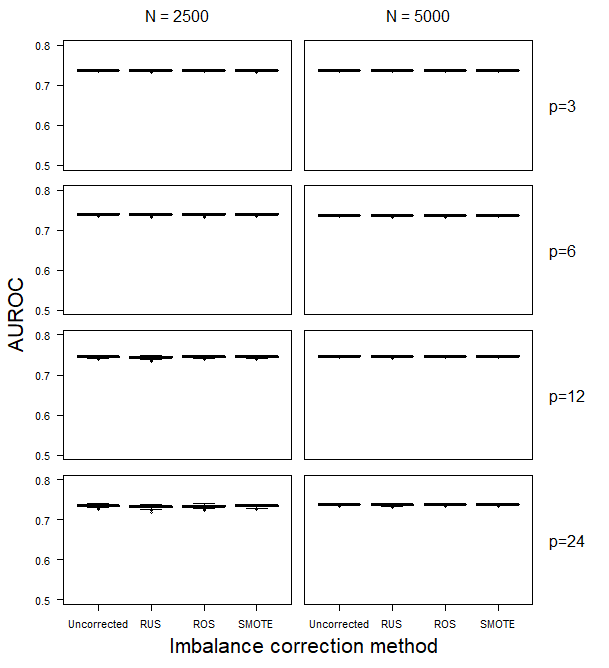 N = 2500
N = 5000
0.8
0.7
0.6
0.5
p=3
0.8
0.7
0.6
0.5
p=6
AUROC
0.8
0.7
0.6
0.5
p=12
0.8
0.7
0.6
0.5
p=24
Uncorrected RUS ROS SMOTE
Uncorrected RUS ROS SMOTE
Imbalance correction method